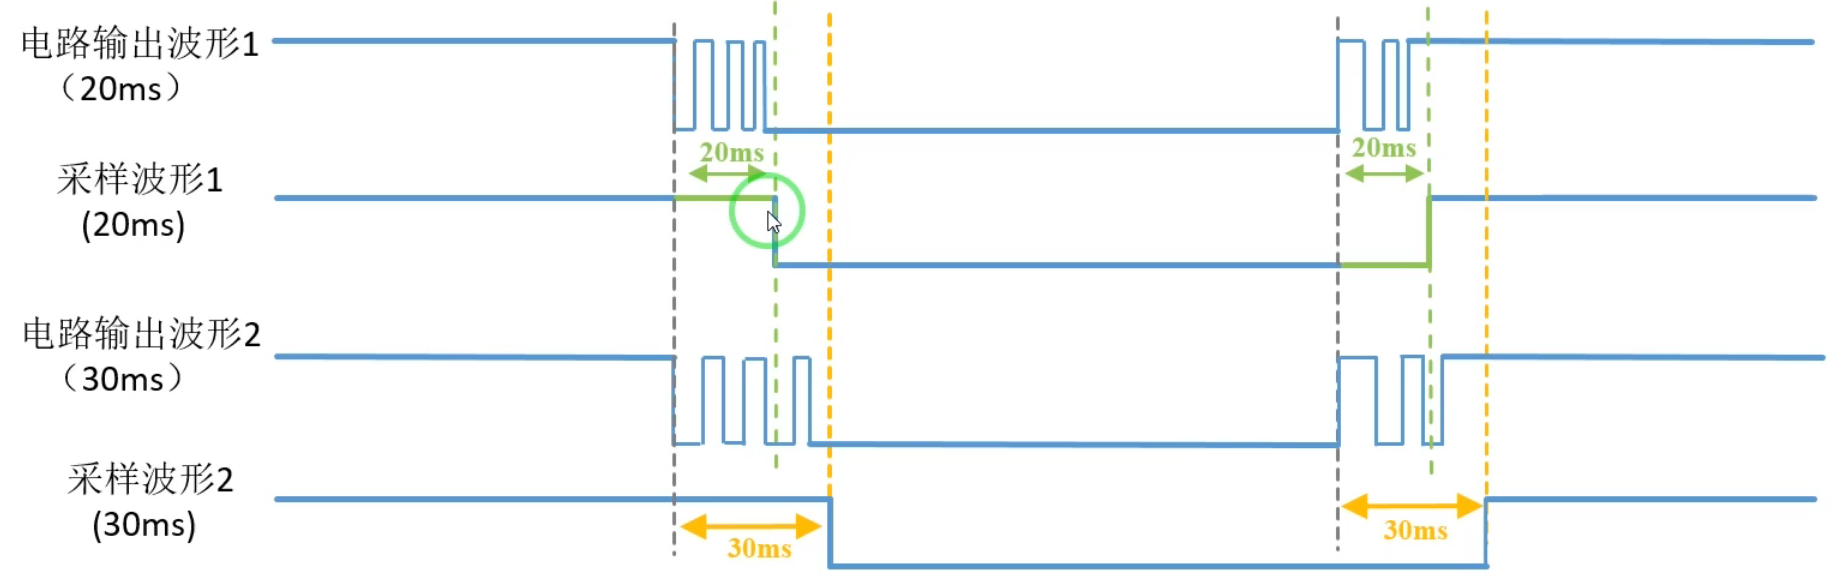 电路输出波形1
（20ms）
20ms
20ms
采样波形1
(20ms)
电路输出波形2
（30ms）
采样波形2
(30ms)
30ms
30ms